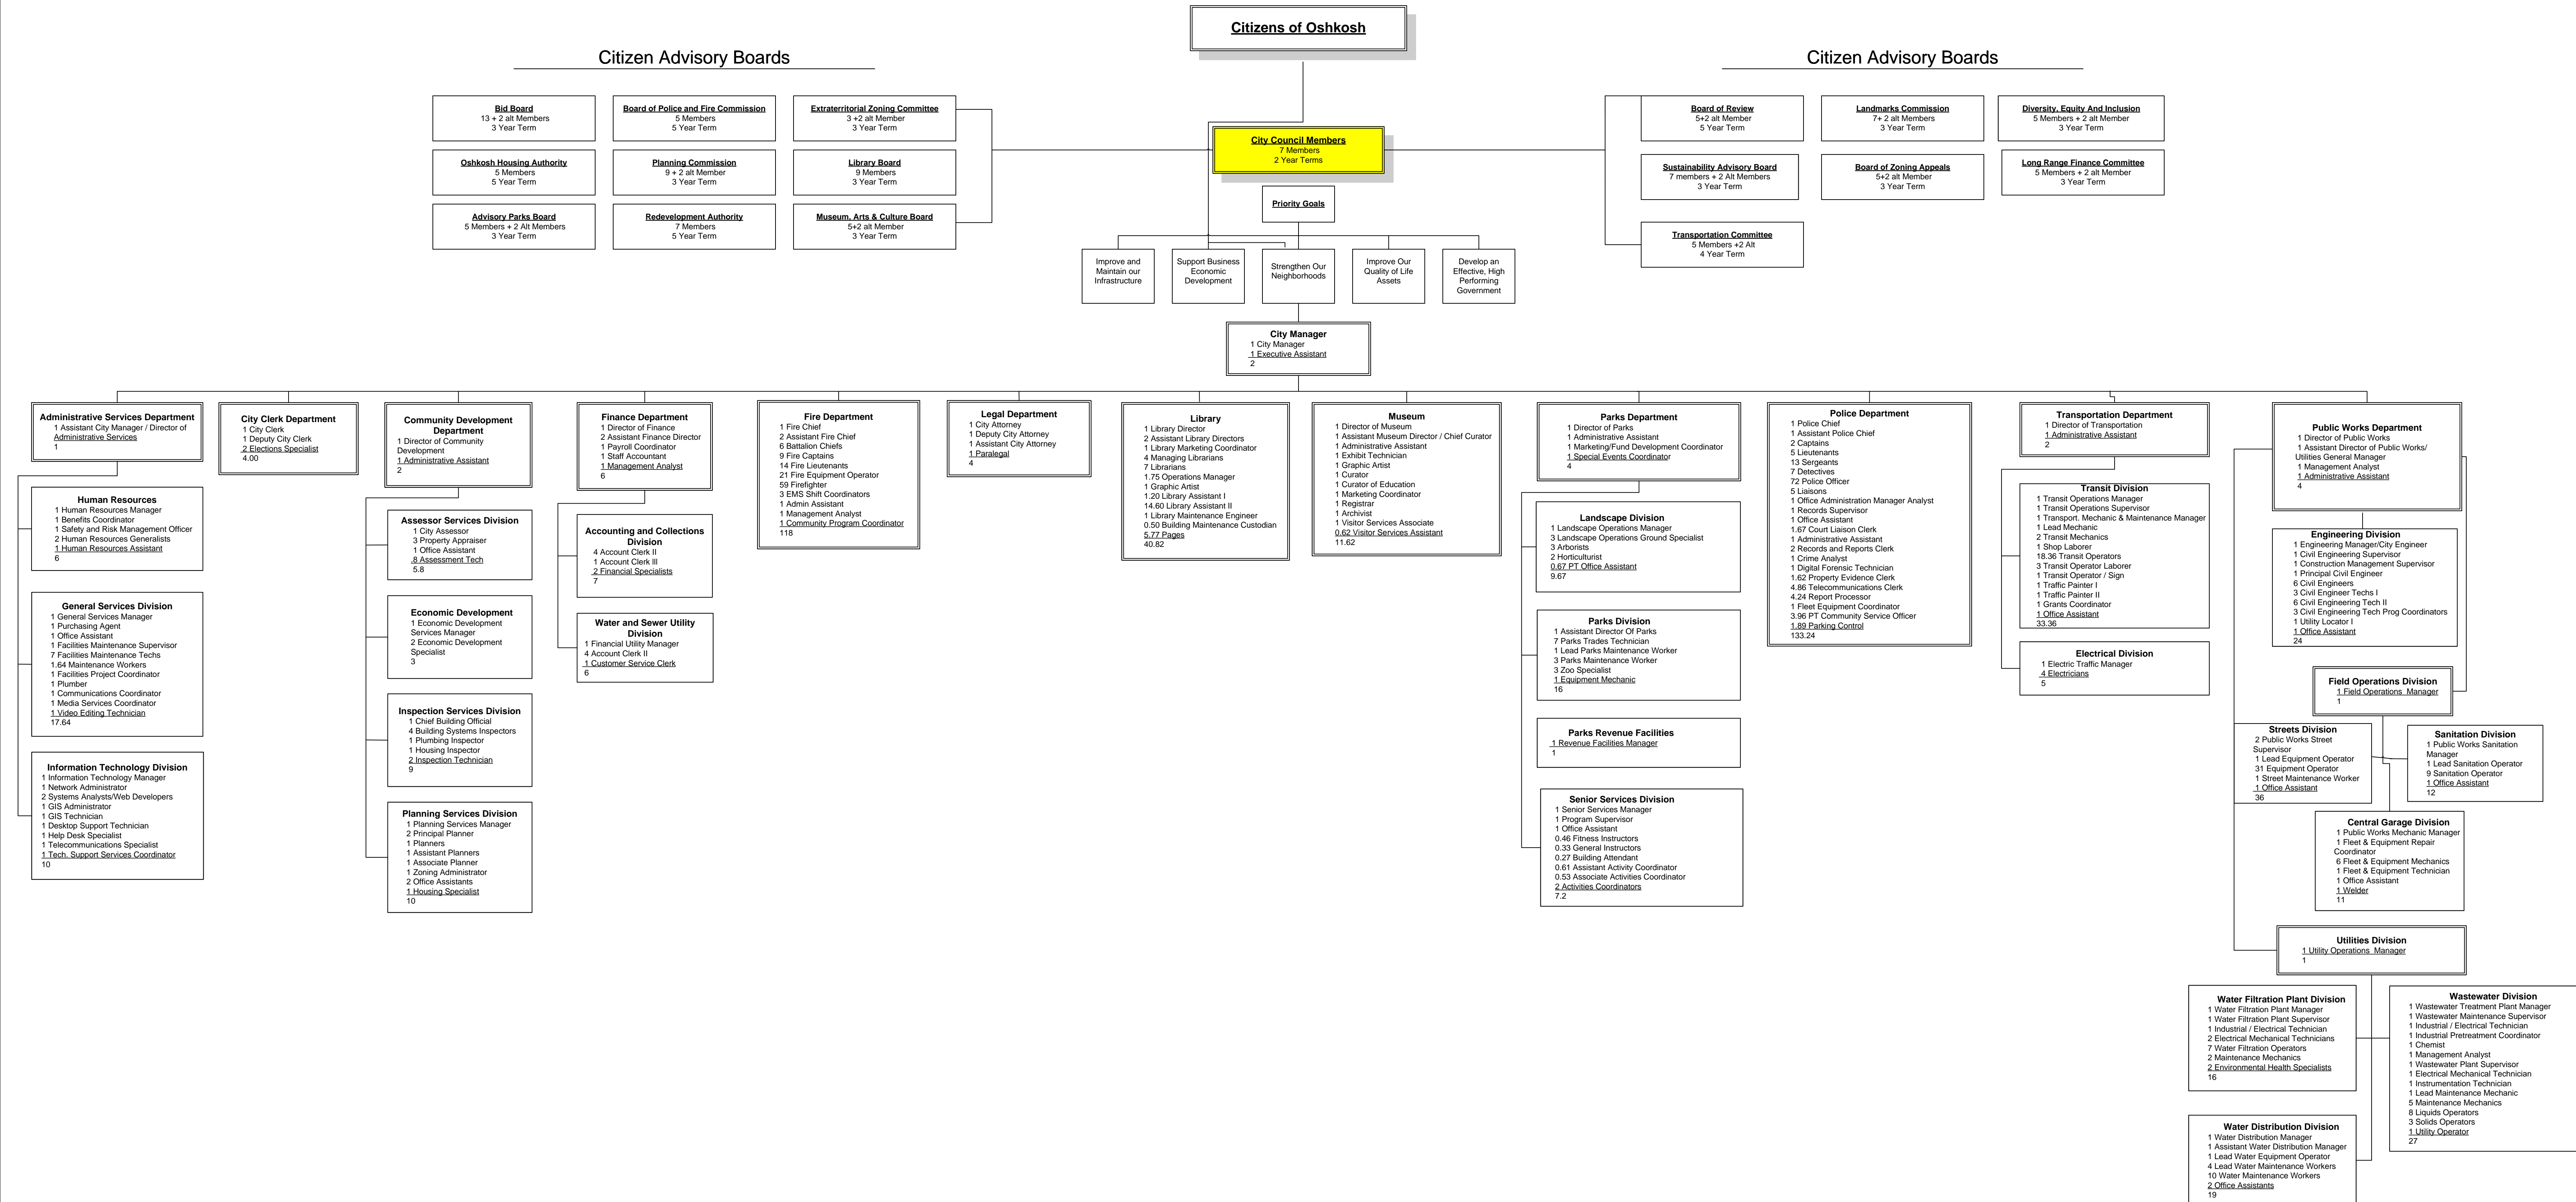 Citizens of Oshkosh
Citizen Advisory Boards
Bid Board
13 + 2 alt Members
3 Year Term
Board of Police and Fire Commission
5 Members
5 Year Term
Extraterritorial Zoning Committee
3 +2 alt Member
3 Year Term
Oshkosh Housing Authority
5 Members
5 Year Term
Planning Commission
9 + 2 alt Member
3 Year Term
Library Board
9 Members
3 Year Term
Advisory Parks Board
5 Members + 2 Alt Members
3 Year Term
Redevelopment Authority
7 Members
5 Year Term
Museum, Arts & Culture Board
5+2 alt Member
3 Year Term
City Council Members
7 Members
2 Year Terms
Citizen Advisory Boards
Board of Review
5+2 alt Member
5 Year Term
Landmarks Commission
7+ 2 alt Members
3 Year Term
Diversity, Equity And Inclusion
5 Members + 2 alt Member
3 Year Term
Sustainability Advisory Board
7 members + 2 Alt Members
3 Year Term
Board of Zoning Appeals
5+2 alt Member
3 Year Term
Long Range Finance Committee
5 Members + 2 alt Member
3 Year Term
Transportation Committee
5 Members +2 Alt
4 Year Term
Priority Goals
Improve and
Maintain our
Infrastructure
Support Business
Economic
Development
Strengthen Our
Neighborhoods
Improve Our
Quality of Life
Assets
Develop an
Effective, High
Performing
Government
City Manager
1 City Manager
1 Executive Assistant
2
Administrative Services Department
1 Assistant City Manager / Director of
Administrative Services
1
Human Resources
1 Human Resources Manager
1 Benefits Coordinator
1 Safety and Risk Management Officer
2 Human Resources Generalists
1 Human Resources Assistant
6
General Services Division
1 General Services Manager
1 Purchasing Agent
1 Office Assistant
1 Facilities Maintenance Supervisor
7 Facilities Maintenance Techs
1.64 Maintenance Workers
1 Facilities Project Coordinator
1 Plumber
1 Communications Coordinator
1 Media Services Coordinator
1 Video Editing Technician
17.64
Information Technology Division
1 Information Technology Manager
1 Network Administrator
2 Systems Analysts/Web Developers
1 GIS Administrator
1 GIS Technician
1 Desktop Support Technician
1 Help Desk Specialist
1 Telecommunications Specialist
1 Tech. Support Services Coordinator
10
City Clerk Department
1 City Clerk
1 Deputy City Clerk
2 Elections Specialist
4.00
Community Development
Department
1 Director of Community
Development
1 Administrative Assistant
2
Assessor Services Division
1 City Assessor
3 Property Appraiser
1 Office Assistant
.8 Assessment Tech
5.8
Economic Development
1 Economic Development
Services Manager
2 Economic Development
Specialist
3
Inspection Services Division
1 Chief Building Official
4 Building Systems Inspectors
1 Plumbing Inspector
1 Housing Inspector
2 Inspection Technician
9
Planning Services Division
1 Planning Services Manager
2 Principal Planner
1 Planners
1 Assistant Planners
1 Associate Planner
1 Zoning Administrator
2 Office Assistants
1 Housing Specialist
10
Finance Department
1 Director of Finance
2 Assistant Finance Director
1 Payroll Coordinator
1 Staff Accountant
1 Management Analyst
6
Accounting and Collections
Division
4 Account Clerk II
1 Account Clerk III
2 Financial Specialists
7
Water and Sewer Utility
Division
1 Financial Utility Manager
4 Account Clerk II
1 Customer Service Clerk
6
Fire Department
1 Fire Chief
2 Assistant Fire Chief
6 Battalion Chiefs
9 Fire Captains
14 Fire Lieutenants
21 Fire Equipment Operator
59 Firefighter
3 EMS Shift Coordinators
1 Admin Assistant
1 Management Analyst
1 Community Program Coordinator
118
Legal Department
1 City Attorney
1 Deputy City Attorney
1 Assistant City Attorney
1 Paralegal
4
Library
1 Library Director
2 Assistant Library Directors
1 Library Marketing Coordinator
4 Managing Librarians
7 Librarians
1.75 Operations Manager
1 Graphic Artist
1.20 Library Assistant I
14.60 Library Assistant II
1 Library Maintenance Engineer
0.50 Building Maintenance Custodian
5.77 Pages
40.82
Museum
1 Director of Museum
1 Assistant Museum Director / Chief Curator
1 Administrative Assistant
1 Exhibit Technician
1 Graphic Artist
1 Curator
1 Curator of Education
1 Marketing Coordinator
1 Registrar
1 Archivist
1 Visitor Services Associate
0.62 Visitor Services Assistant
11.62
Parks Department
1 Director of Parks
1 Administrative Assistant
1 Marketing/Fund Development Coordinator
1 Special Events Coordinator
4
Landscape Division
1 Landscape Operations Manager
3 Landscape Operations Ground Specialist
3 Arborists
2 Horticulturist
0.67 PT Office Assistant
9.67
Parks Division
1 Assistant Director Of Parks
7 Parks Trades Technician
1 Lead Parks Maintenance Worker
3 Parks Maintenance Worker
3 Zoo Specialist
1 Equipment Mechanic
16
Parks Revenue Facilities
1 Revenue Facilities Manager
1
Senior Services Division
1 Senior Services Manager
1 Program Supervisor
1 Office Assistant
0.46 Fitness Instructors
0.33 General Instructors
0.27 Building Attendant
0.61 Assistant Activity Coordinator
0.53 Associate Activities Coordinator
2 Activities Coordinators
7.2
Police Department
1 Police Chief
1 Assistant Police Chief
2 Captains
5 Lieutenants
13 Sergeants
7 Detectives
72 Police Officer
5 Liaisons
1 Office Administration Manager Analyst
1 Records Supervisor
1 Office Assistant
1.67 Court Liaison Clerk
1 Administrative Assistant
2 Records and Reports Clerk
1 Crime Analyst
1 Digital Forensic Technician
1.62 Property Evidence Clerk
4.86 Telecommunications Clerk
4.24 Report Processor
1 Fleet Equipment Coordinator
3.96 PT Community Service Officer
1.89 Parking Control
133.24
Transportation Department
1 Director of Transportation
1 Administrative Assistant
2
Transit Division
1 Transit Operations Manager
1 Transit Operations Supervisor
1 Transport. Mechanic & Maintenance Manager
1 Lead Mechanic
2 Transit Mechanics
1 Shop Laborer
18.36 Transit Operators
3 Transit Operator Laborer
1 Transit Operator / Sign
1 Traffic Painter I
1 Traffic Painter II
1 Grants Coordinator
1 Office Assistant
33.36
Electrical Division
1 Electric Traffic Manager
4 Electricians
5
Public Works Department
1 Director of Public Works
1 Assistant Director of Public Works/
Utilities General Manager
1 Management Analyst
1 Administrative Assistant
4
Engineering Division
1 Engineering Manager/City Engineer
1 Civil Engineering Supervisor
1 Construction Management Supervisor
1 Principal Civil Engineer
6 Civil Engineers
3 Civil Engineer Techs I
6 Civil Engineering Tech II
3 Civil Engineering Tech Prog Coordinators
1 Utility Locator I
1 Office Assistant
24
Field Operations Division
1 Field Operations Manager
1
Streets Division
2 Public Works Street
Supervisor
1 Lead Equipment Operator
31 Equipment Operator
1 Street Maintenance Worker
1 Office Assistant
36
Sanitation Division
1 Public Works Sanitation
Manager
1 Lead Sanitation Operator
9 Sanitation Operator
1 Office Assistant
12
Central Garage Division
1 Public Works Mechanic Manager
1 Fleet & Equipment Repair
Coordinator
6 Fleet & Equipment Mechanics
1 Fleet & Equipment Technician
1 Office Assistant
1 Welder
11
Utilities Division
1 Utility Operations Manager
1
Water Filtration Plant Division
1 Water Filtration Plant Manager
1 Water Filtration Plant Supervisor
1 Industrial / Electrical Technician
2 Electrical Mechanical Technicians
7 Water Filtration Operators
2 Maintenance Mechanics
2 Environmental Health Specialists
16
Wastewater Division
1 Wastewater Treatment Plant Manager
1 Wastewater Maintenance Supervisor
1 Industrial / Electrical Technician
1 Industrial Pretreatment Coordinator
1 Chemist
1 Management Analyst
1 Wastewater Plant Supervisor
1 Electrical Mechanical Technician
1 Instrumentation Technician
1 Lead Maintenance Mechanic
5 Maintenance Mechanics
8 Liquids Operators
3 Solids Operators
1 Utility Operator
27
Water Distribution Division
1 Water Distribution Manager
1 Assistant Water Distribution Manager
1 Lead Water Equipment Operator
4 Lead Water Maintenance Workers
10 Water Maintenance Workers
2 Office Assistants
19